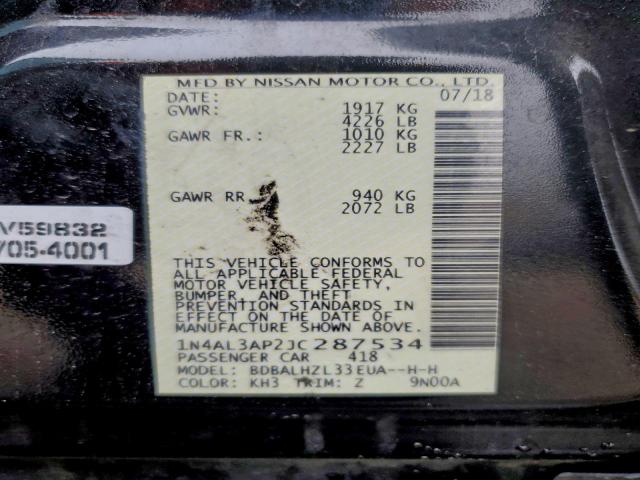 MFD BY NISSAN MOTOR CO., LTD.
DATE: 07/18
GVWR: 1917 KG
4226 LB
GAWR FR.: 1010 KG
2227 LB
GAWR RR 940 KG
2072 LB
THIS VEHICLE CONFORMS TO
ALL APPLICABLE FEDERAL
MOTOR VEHICLE SAFETY,
BUMPER, AND THEFT
PREVENTION STANDARDS IN
EFFECT ON THE DATE OF
MANUFACTURE SHOWN ABOVE.
1N4AL3AP2JC287534
PASSENGER CAR 418
MODEL: BDBALHZL33EUA--H-H
COLOR: KH3 TRIM: Z 9N00A
V59832
05-4001